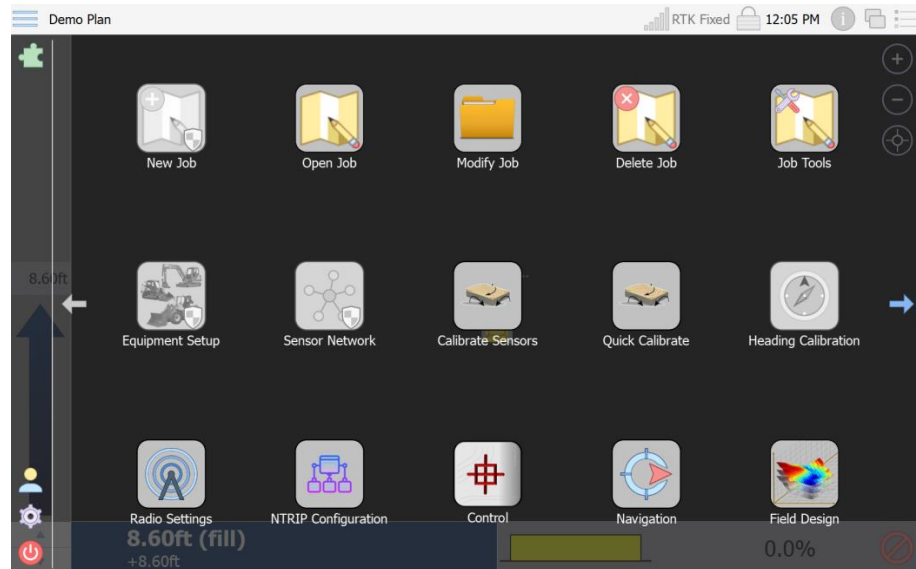 Demo Plan
RTK Fixed
12:05 PM
New Job
Open Job
Modify Job
Delete Job
Job Tools
8.60ft
Equipment Setup
Sensor Network
Calibrate Sensors
Quick Calibrate
Heading Calibration
Radio Settings
NTRIP Configuration
Control
Navigation
Field Design
8.60ft (fill)
+8.60ft
0.0%